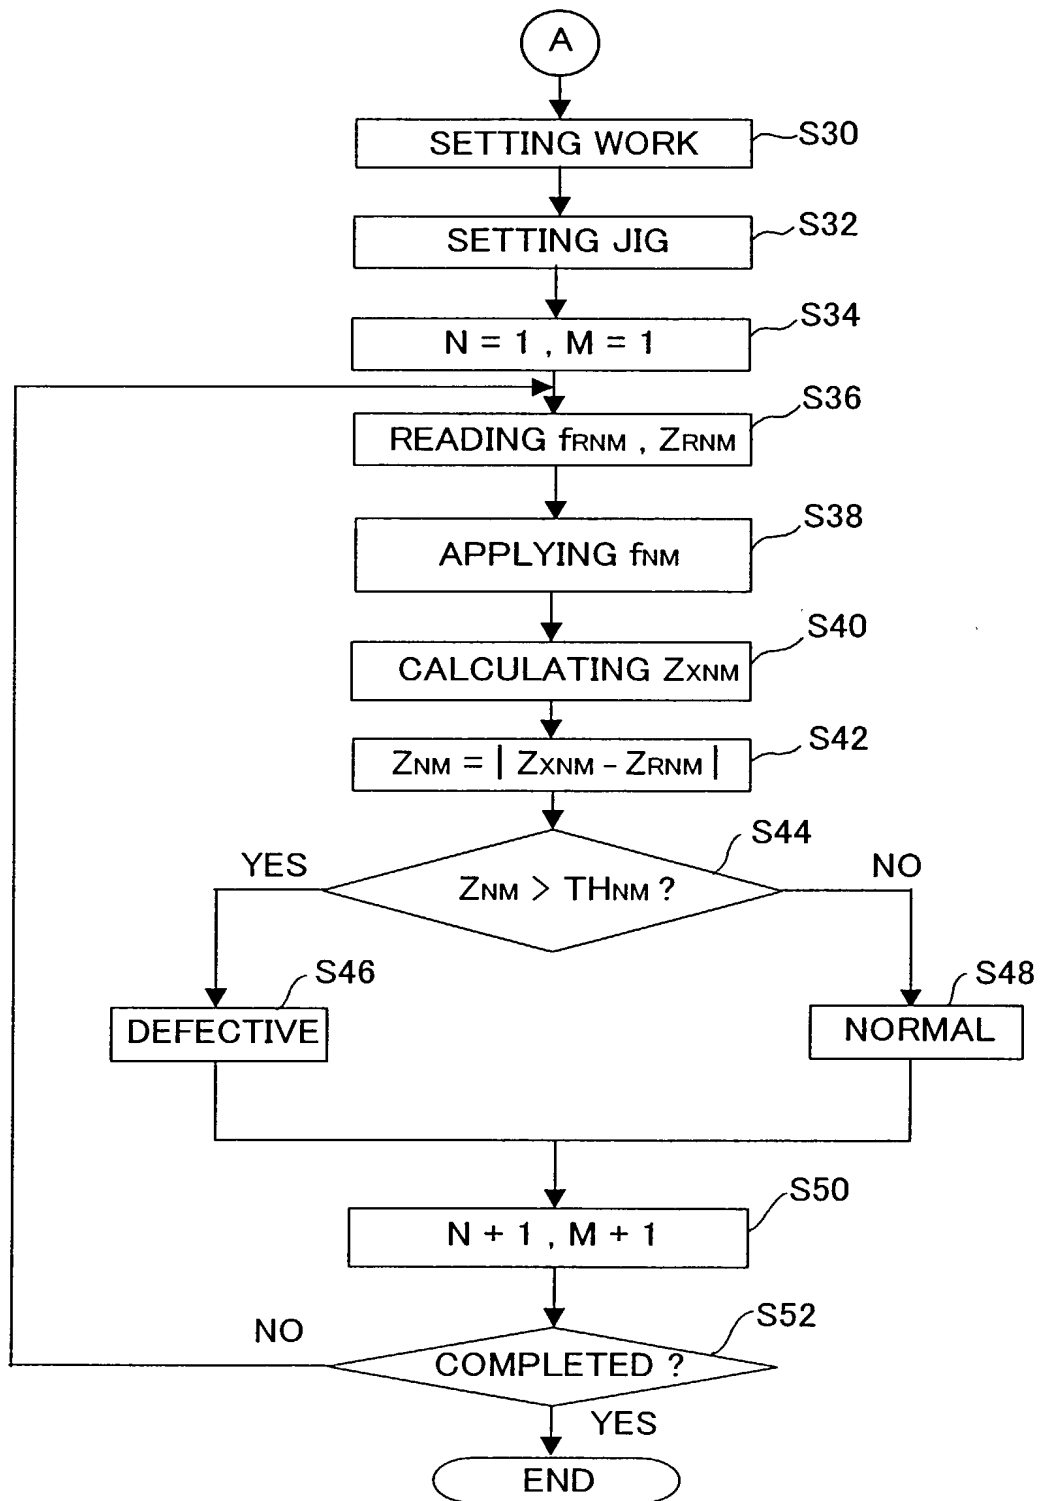 A
SETTING WORK
S30
SETTING JIG
S32
N = 1 , M = 1
S34
READING fRNM , ZRNM
S36
APPLYING fNM
S38
CALCULATING ZXNM
S40
ZNM = | ZXNM - ZRNM |
S42
ZNM > THNM ?
S44
YES
NO
S46
DEFECTIVE
S48
NORMAL
N + 1 , M + 1
S50
COMPLETED ?
S52
NO
YES
END